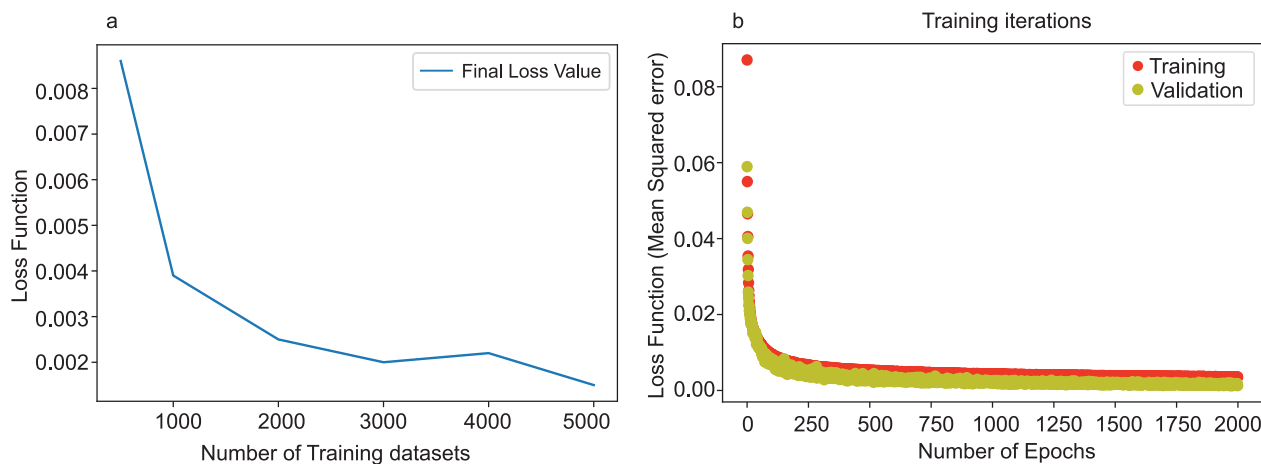 a
Final Loss Value
0.008
0.007
0.006
0.005
0.004
0.003
0.002
Loss Function
1000 2000 3000 4000 5000
Number of Training datasets
b
Training iterations
Training
Validation
0.08
0.06
0.04
0.02
0.00
Loss Function (Mean Squared error)
0 250 500 750 1000 1250 1500 1750 2000
Number of Epochs